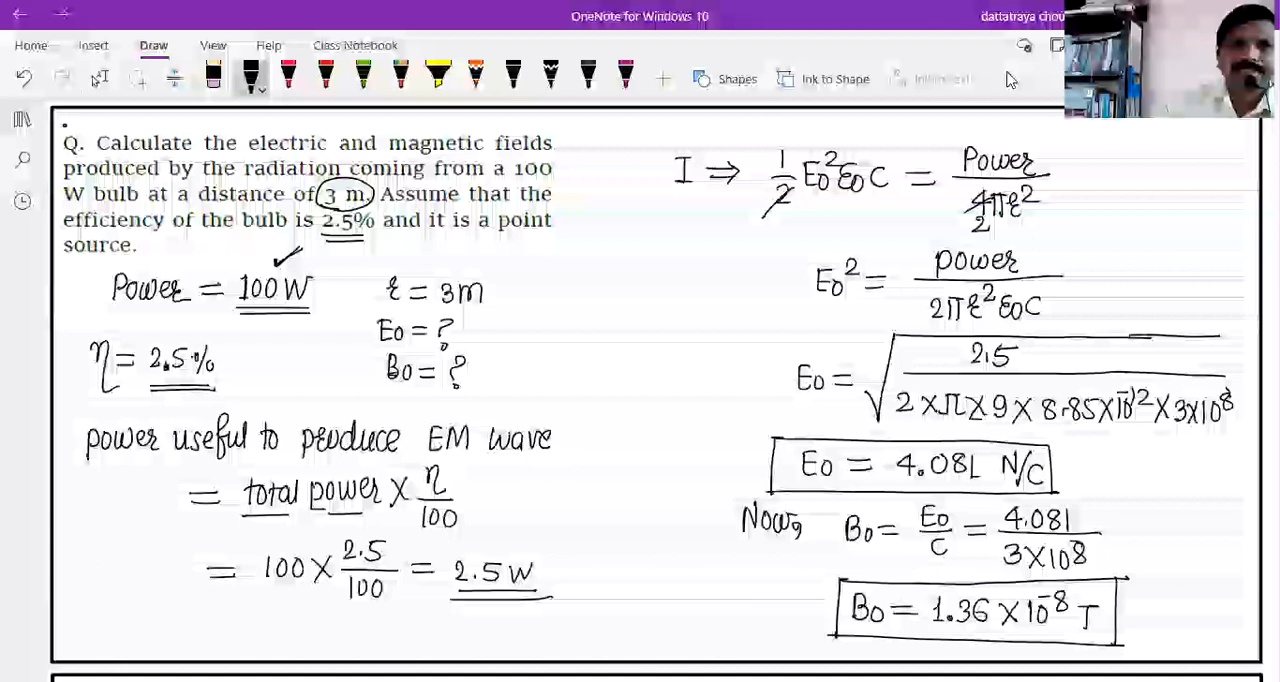 OneNote for Windows 10
dattatraya chou
Home Insert Draw View Help Class Notebook
Shapes Ink to Shape
Q. Calculate the electric and magnetic fields
produced by the radiation coming from a 100
W bulb at a distance of 3 m. Assume that the
efficiency of the bulb is 2.5% and it is a point
source.
Power = 100 W r = 3m
E0 = ?
η = 2.5% B0 = ?
power useful to produce EM wave
= total power × η/100
= 100 × 2.5/100 = 2.5 W
I ⇒ 1/2 E0² ε0 C = Power/4πr²
2
E0² = power/2πr²ε0C
E0 = √(2.5/2×π×9×8.85×10⁻¹²×3×10⁸)
E0 = 4.081 N/C
Now, B0 = E0/C = 4.081/3×10⁸
B0 = 1.36 × 10⁻⁸ T